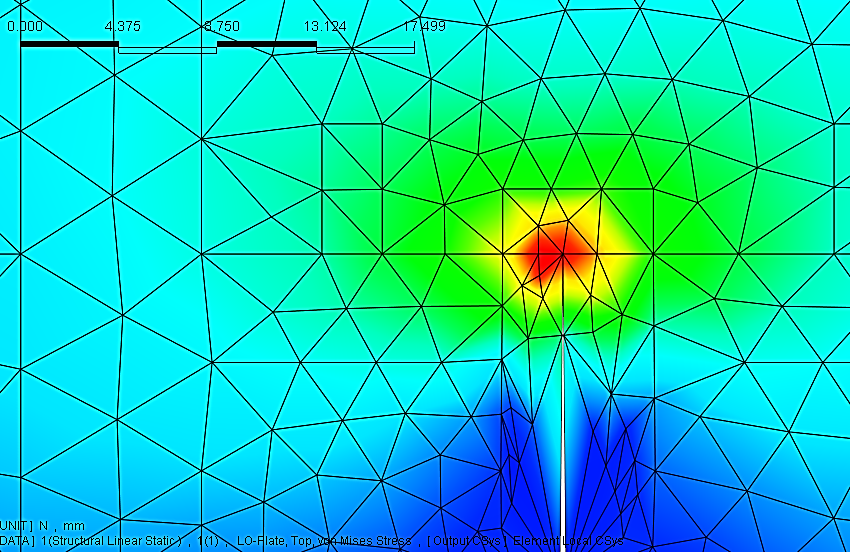 0.000 4.375 8.750 13.124 17.499
UNIT] N , mm
DATA] 1(Structural Linear Static) , 1(1) , LO-Plate, Top, von Mises Stress , [ Output CSys ] Element Local CSys